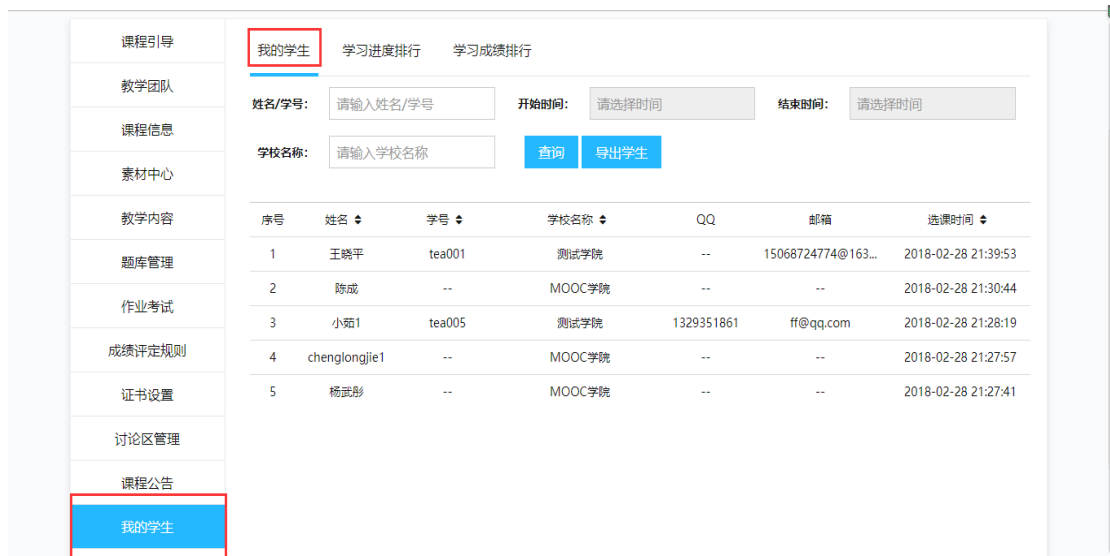 课程引导
教学团队
课程信息
素材中心
教学内容
题库管理
作业考试
成绩评定规则
证书设置
讨论区管理
课程公告
我的学生
我的学生 学习进度排行 学习成绩排行
姓名/学号: 请输入姓名/学号 开始时间: 请选择时间 结束时间: 请选择时间
学校名称: 请输入学校名称 查询 导出学生
序号 姓名 学号 学校名称 QQ 邮箱 选课时间
1 王晓平 tea001 测试学院 -- 15068724774@163... 2018-02-28 21:39:53
2 陈成 -- MOOC学院 -- -- 2018-02-28 21:30:44
3 小茹1 tea005 测试学院 1329351861 ff@qq.com 2018-02-28 21:28:19
4 chenglongjie1 -- MOOC学院 -- -- 2018-02-28 21:27:57
5 杨武彤 -- MOOC学院 -- -- 2018-02-28 21:27:41